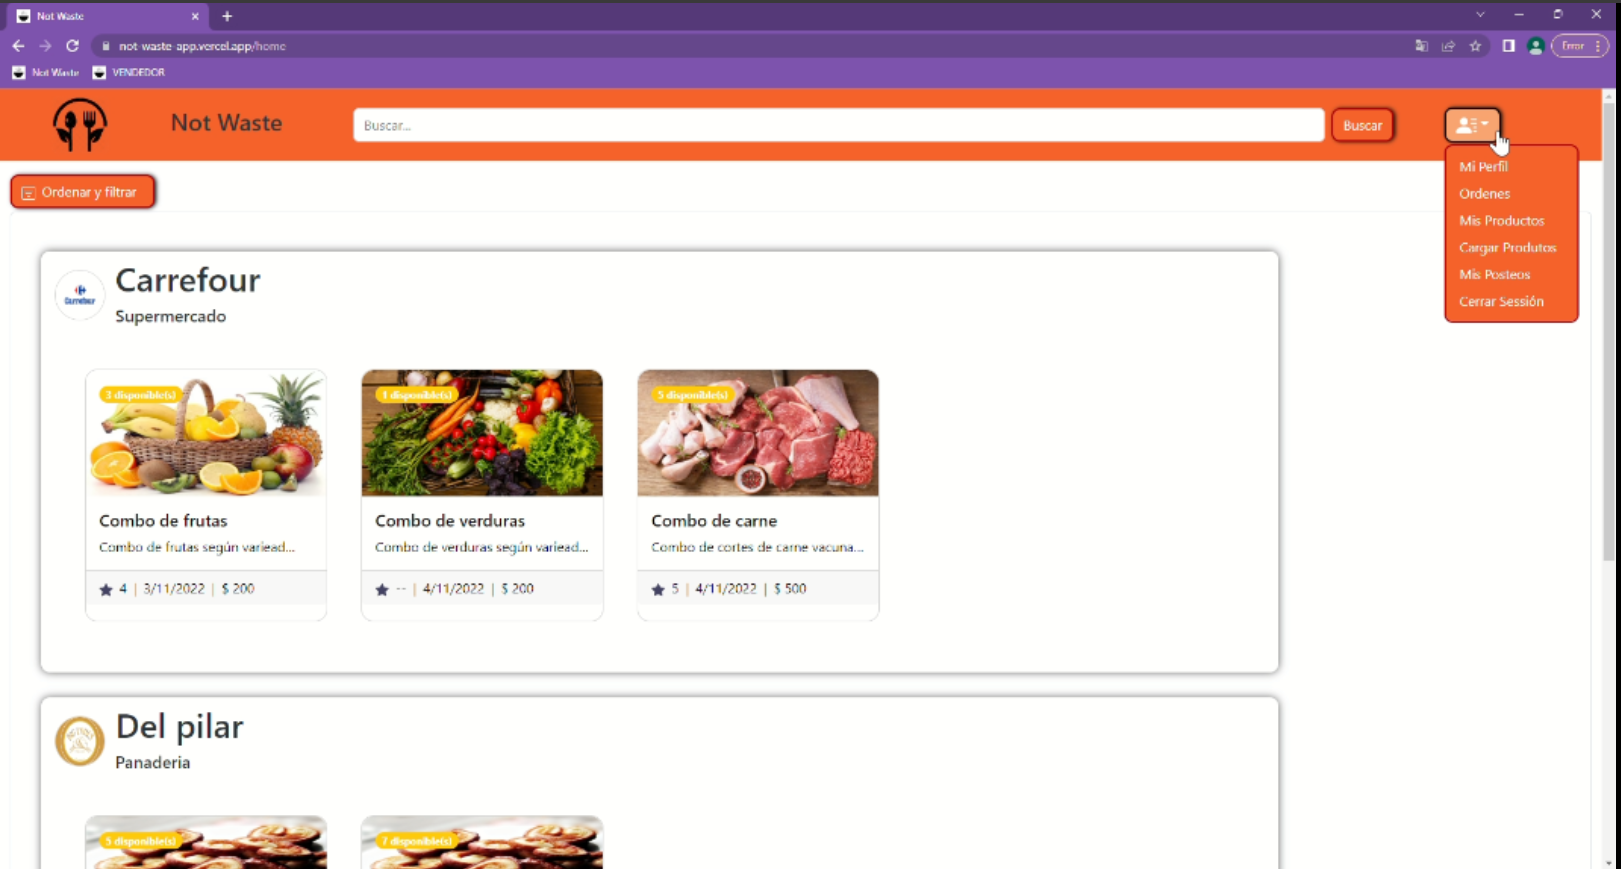 Not Waste
not-waste-app.vercel.app/home
Error
Not Waste
VENDEDOR
Not Waste
Buscar...
Buscar
Mi Perfil
Ordenes
Mis Productos
Cargar Produtos
Mis Posteos
Cerrar Sessión
Ordenar y filtrar
Carrefour
Carrefour
Supermercado
3 disponible(s)
1 disponible(s)
5 disponible(s)
Combo de frutas
Combo de verduras
Combo de carne
Combo de frutas según variead...
Combo de verduras según variead...
Combo de cortes de carne vacuna...
4 | 3/11/2022 | $ 200
-- | 4/11/2022 | $ 200
5 | 4/11/2022 | $ 500
Del pilar
Panaderia
5 disponible(s)
7 disponible(s)